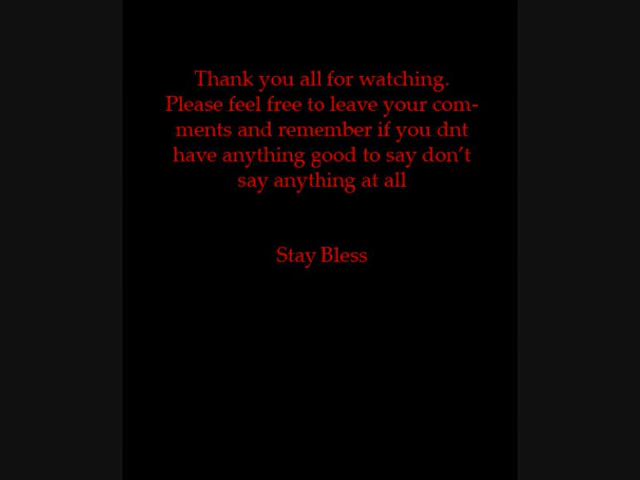 Thank you all for watching.
Please feel free to leave your com-
ments and remember if you dnt
have anything good to say don't
say anything at all
Stay Bless